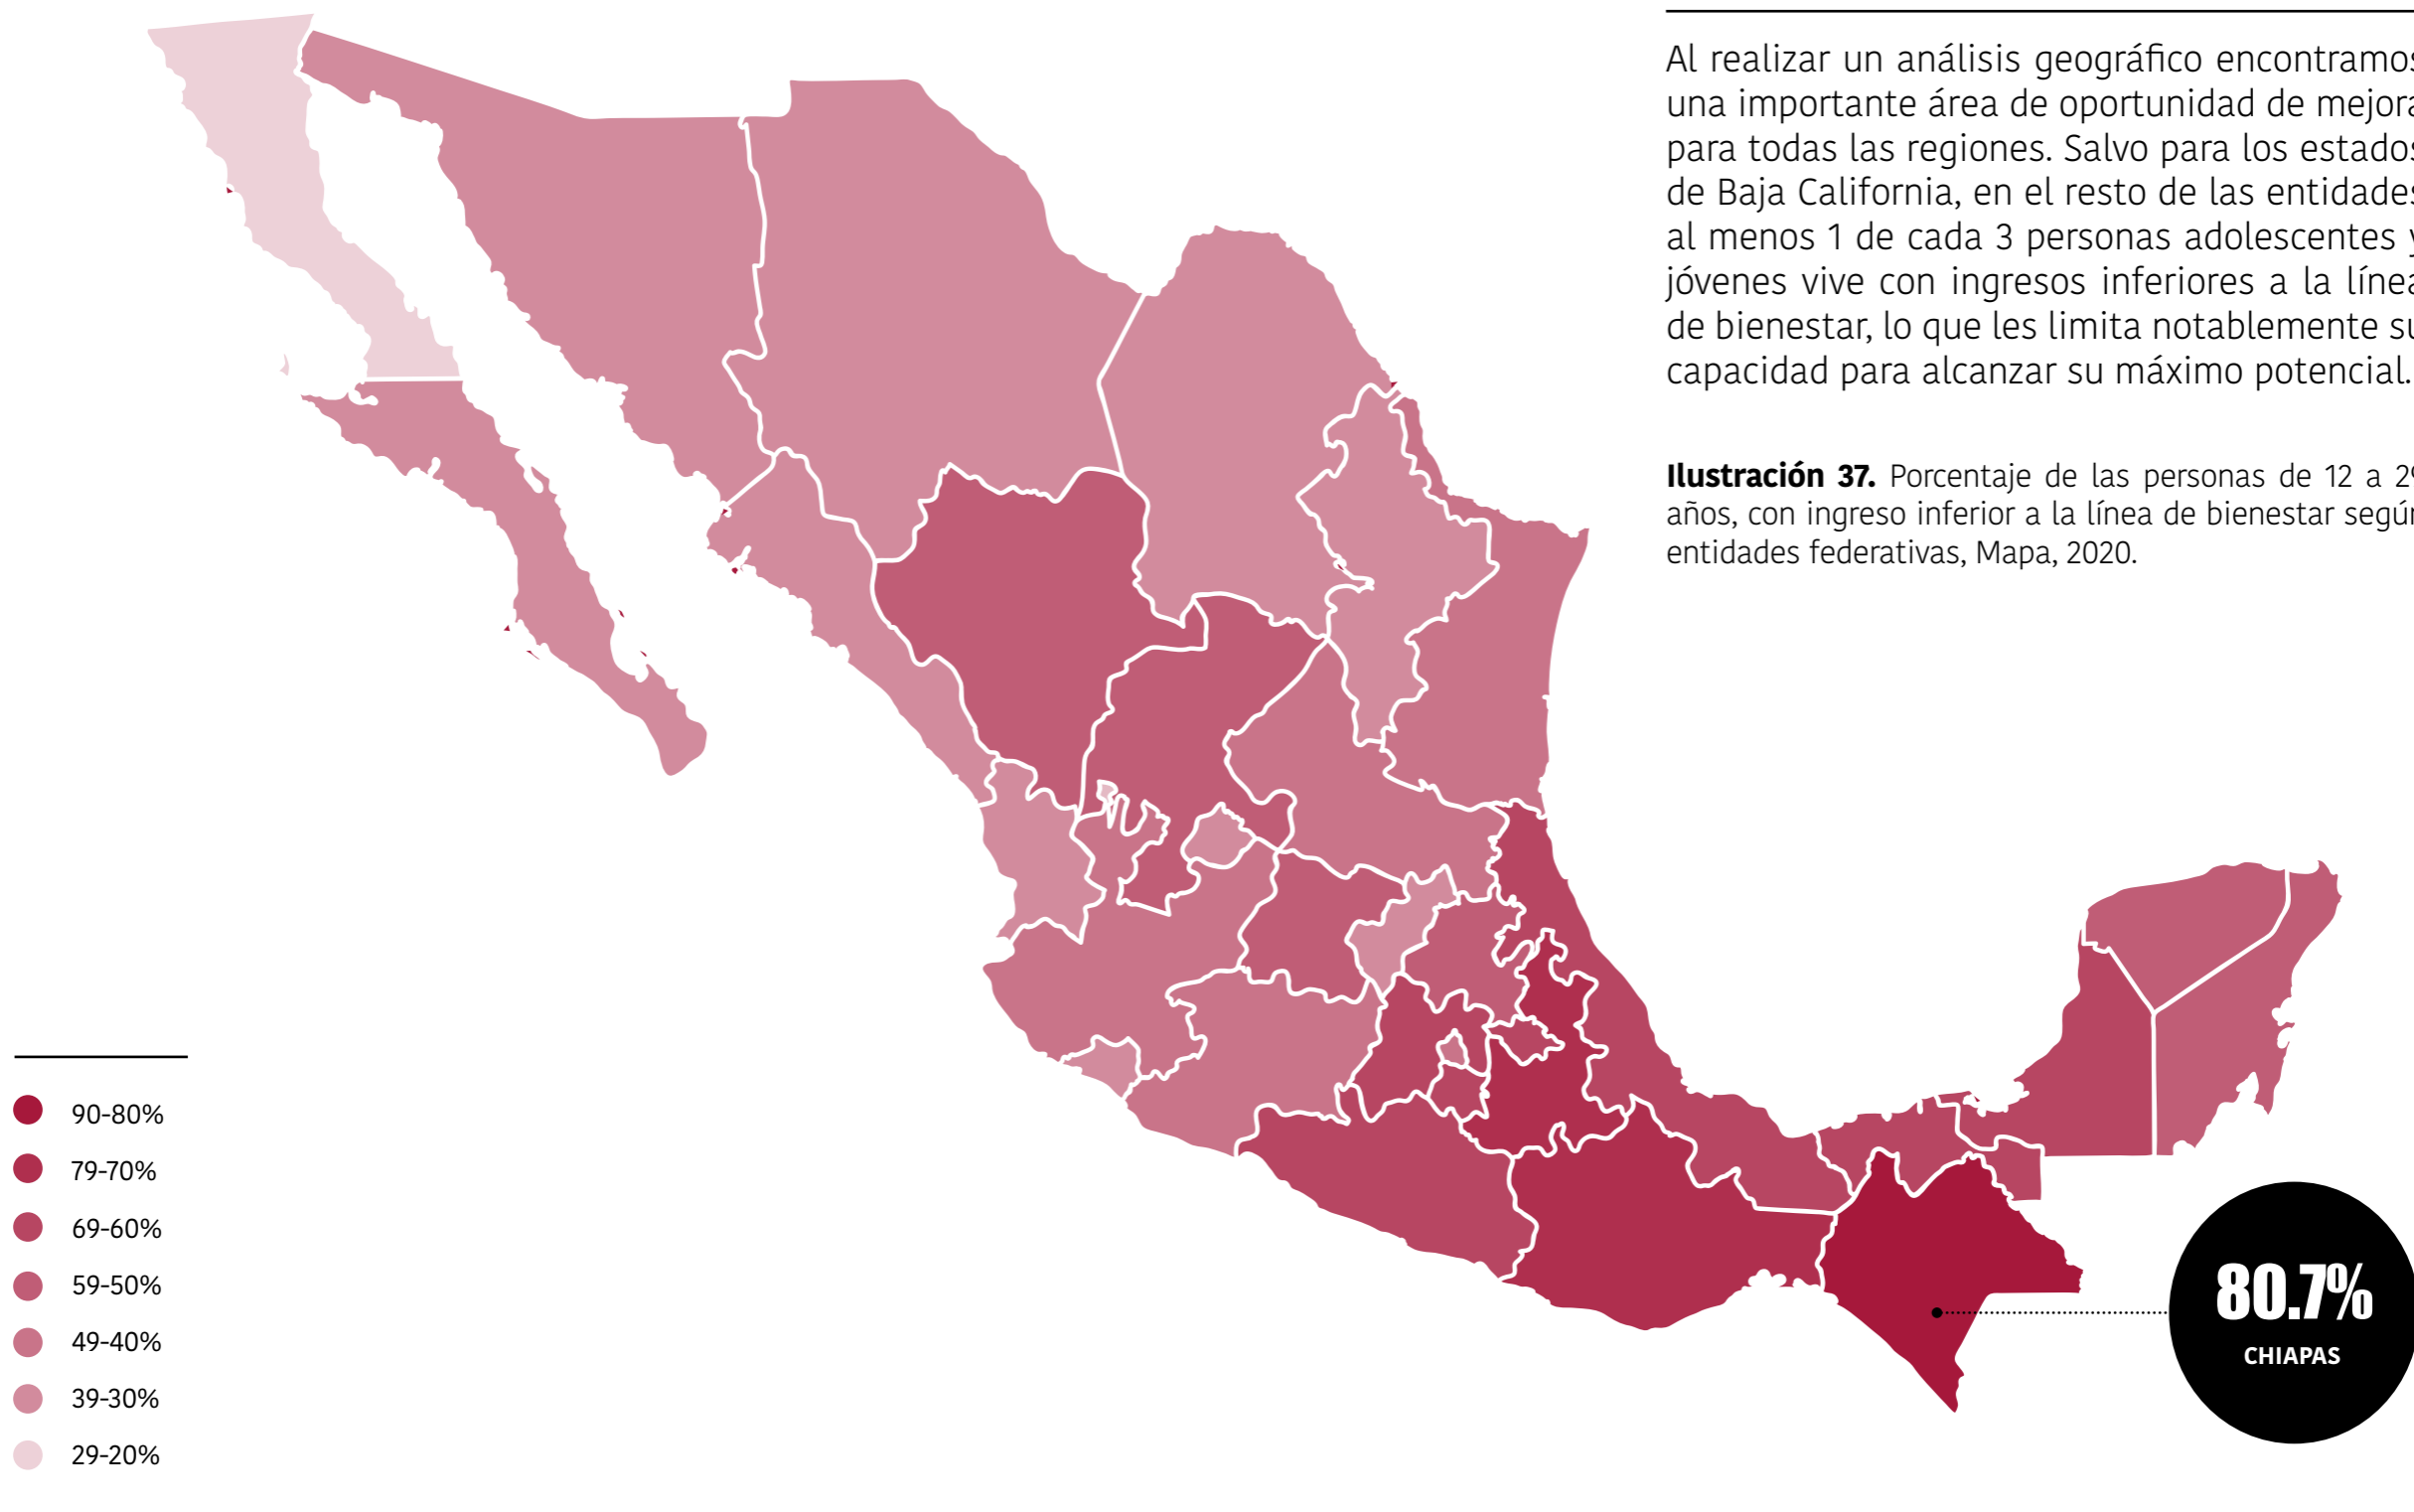 Al realizar un análisis geográfico encontramos
una importante área de oportunidad de mejora
para todas las regiones. Salvo para los estados
de Baja California, en el resto de las entidades
al menos 1 de cada 3 personas adolescentes y
jóvenes vive con ingresos inferiores a la línea
de bienestar, lo que les limita notablemente su
capacidad para alcanzar su máximo potencial.
Ilustración 37. Porcentaje de las personas de 12 a 29
años, con ingreso inferior a la línea de bienestar según
entidades federativas, Mapa, 2020.
90-80%
79-70%
69-60%
59-50%
49-40%
39-30%
29-20%
80.7%
CHIAPAS